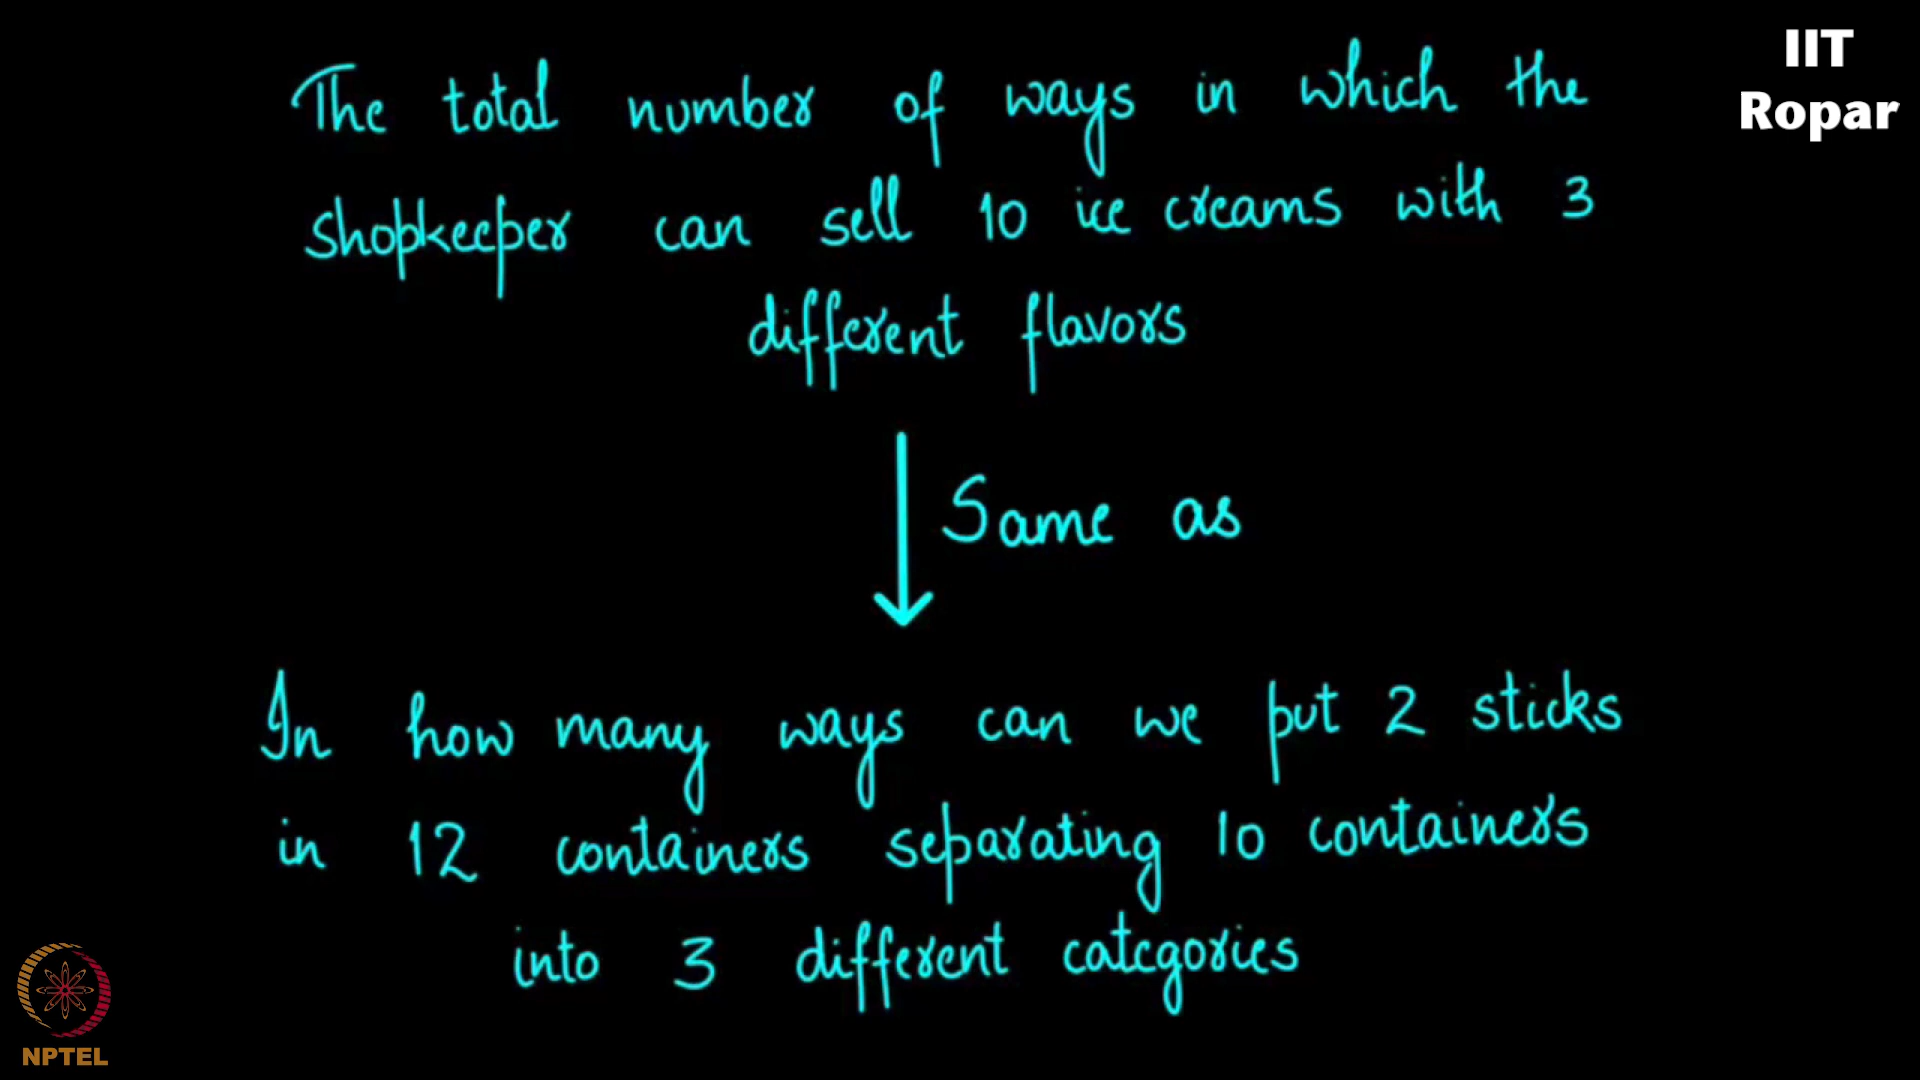 The total number of ways in which the
shopkeeper can sell 10 ice creams with 3
different flavors
Same as
In how many ways can we put 2 sticks
in 12 containers separating 10 containers
into 3 different categories
IIT
Ropar
NPTEL